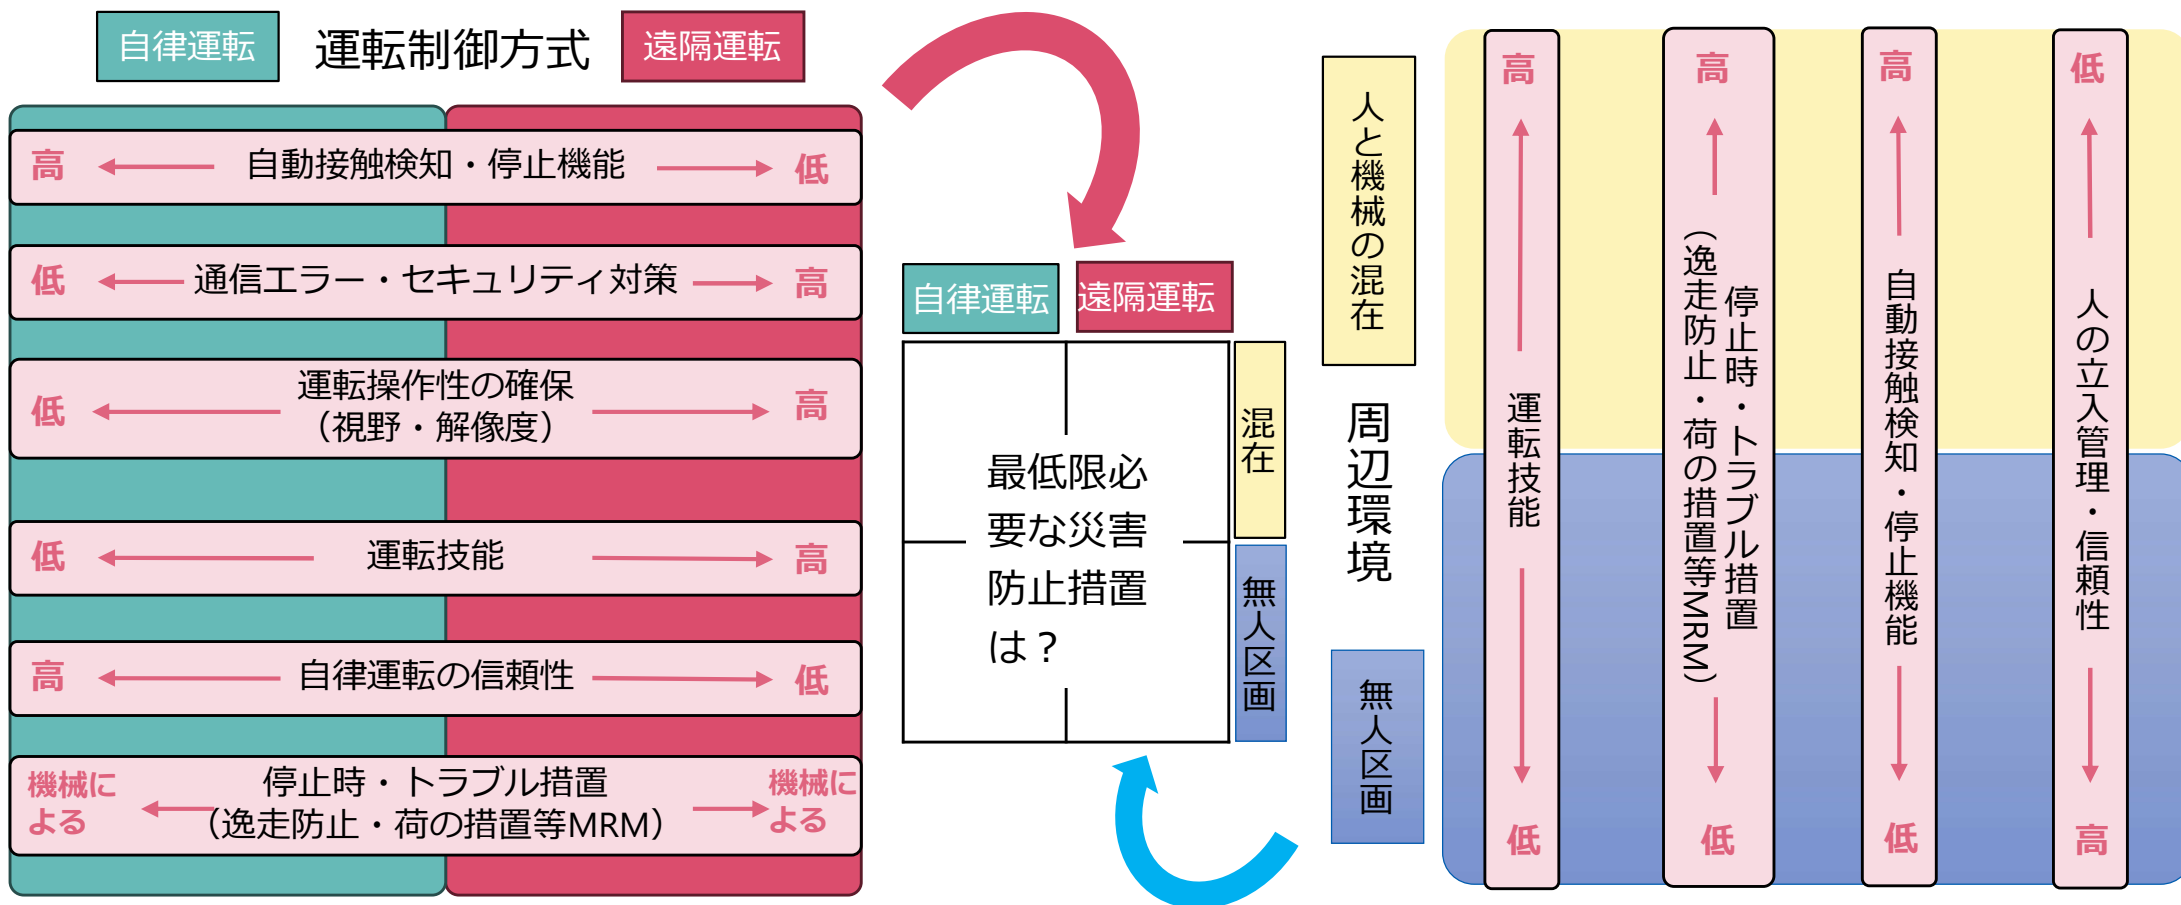 自律運転
運転制御方式
遠隔運転
高
自動接触検知・停止機能
低
低
通信エラー・セキュリティ対策
高
低
運転操作性の確保
（視野・解像度）
高
低
運転技能
高
高
自律運転の信頼性
低
機械に
よる
停止時・トラブル措置
（逸走防止・荷の措置等MRM）
機械に
よる
自律運転
遠隔運転
混在
無人区画
最低限必
要な災害
防止措置
は？
人と機械の混在
周辺環境
無人区画
高
運転技能
低
高
停止時・トラブル措置
（逸走防止・荷の措置等MRM）
低
高
自動接触検知・停止機能
低
低
人の立入管理・信頼性
高